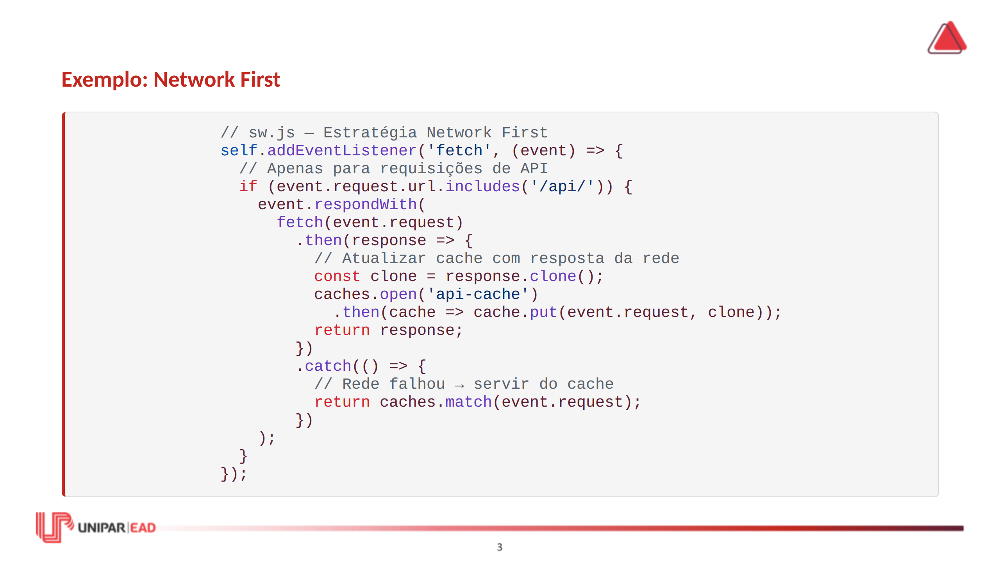 Exemplo: Network First
// sw.js — Estratégia Network First
self.addEventListener('fetch', (event) => {
  // Apenas para requisições de API
  if (event.request.url.includes('/api/')) {
    event.respondWith(
      fetch(event.request)
        .then(response => {
          // Atualizar cache com resposta da rede
          const clone = response.clone();
          caches.open('api-cache')
            .then(cache => cache.put(event.request, clone));
          return response;
        })
        .catch(() => {
          // Rede falhou → servir do cache
          return caches.match(event.request);
        })
    );
  }
});
UNIPAR|EAD
3